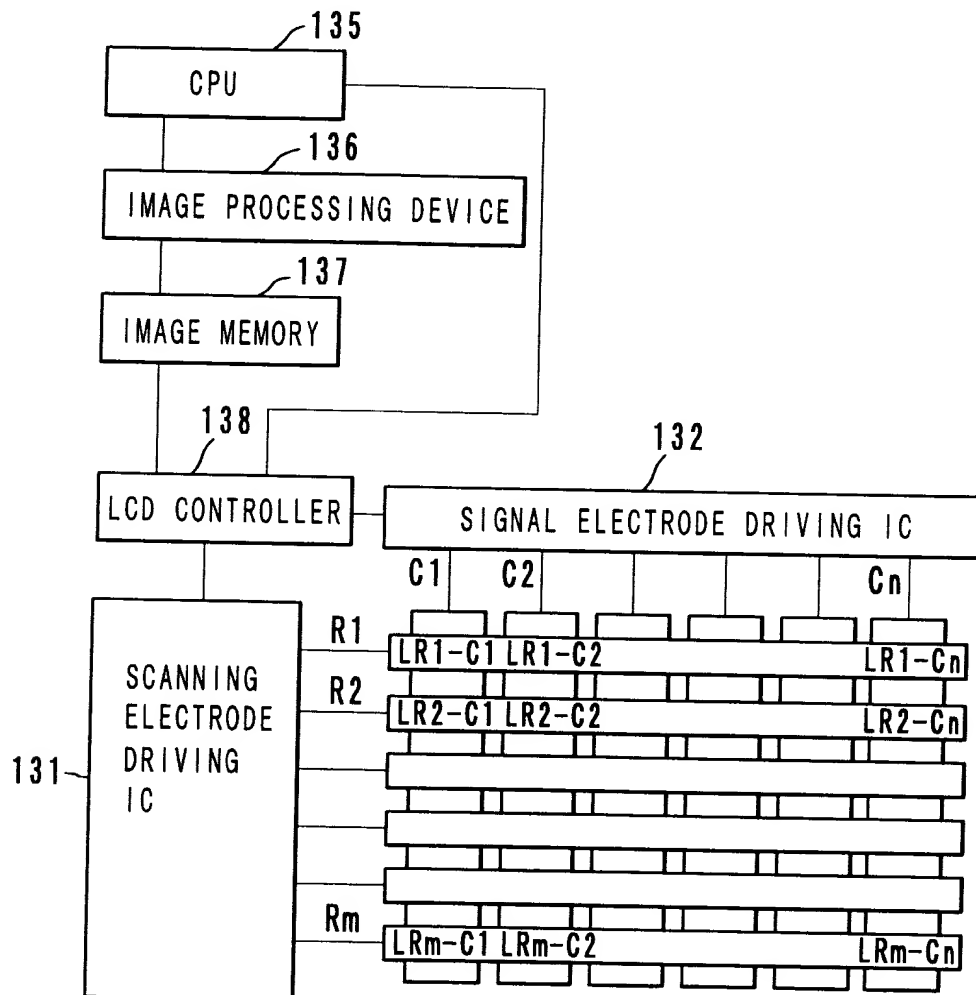 135
CPU
136
IMAGE PROCESSING DEVICE
137
IMAGE MEMORY
138
132
LCD CONTROLLER
SIGNAL ELECTRODE DRIVING IC
C1 C2 Cn
R1
LR1-C1 LR1-C2 LR1-Cn
R2
LR2-C1 LR2-C2 LR2-Cn
SCANNING
ELECTRODE
DRIVING
IC
131
Rm
LRm-C1 LRm-C2 LRm-Cn